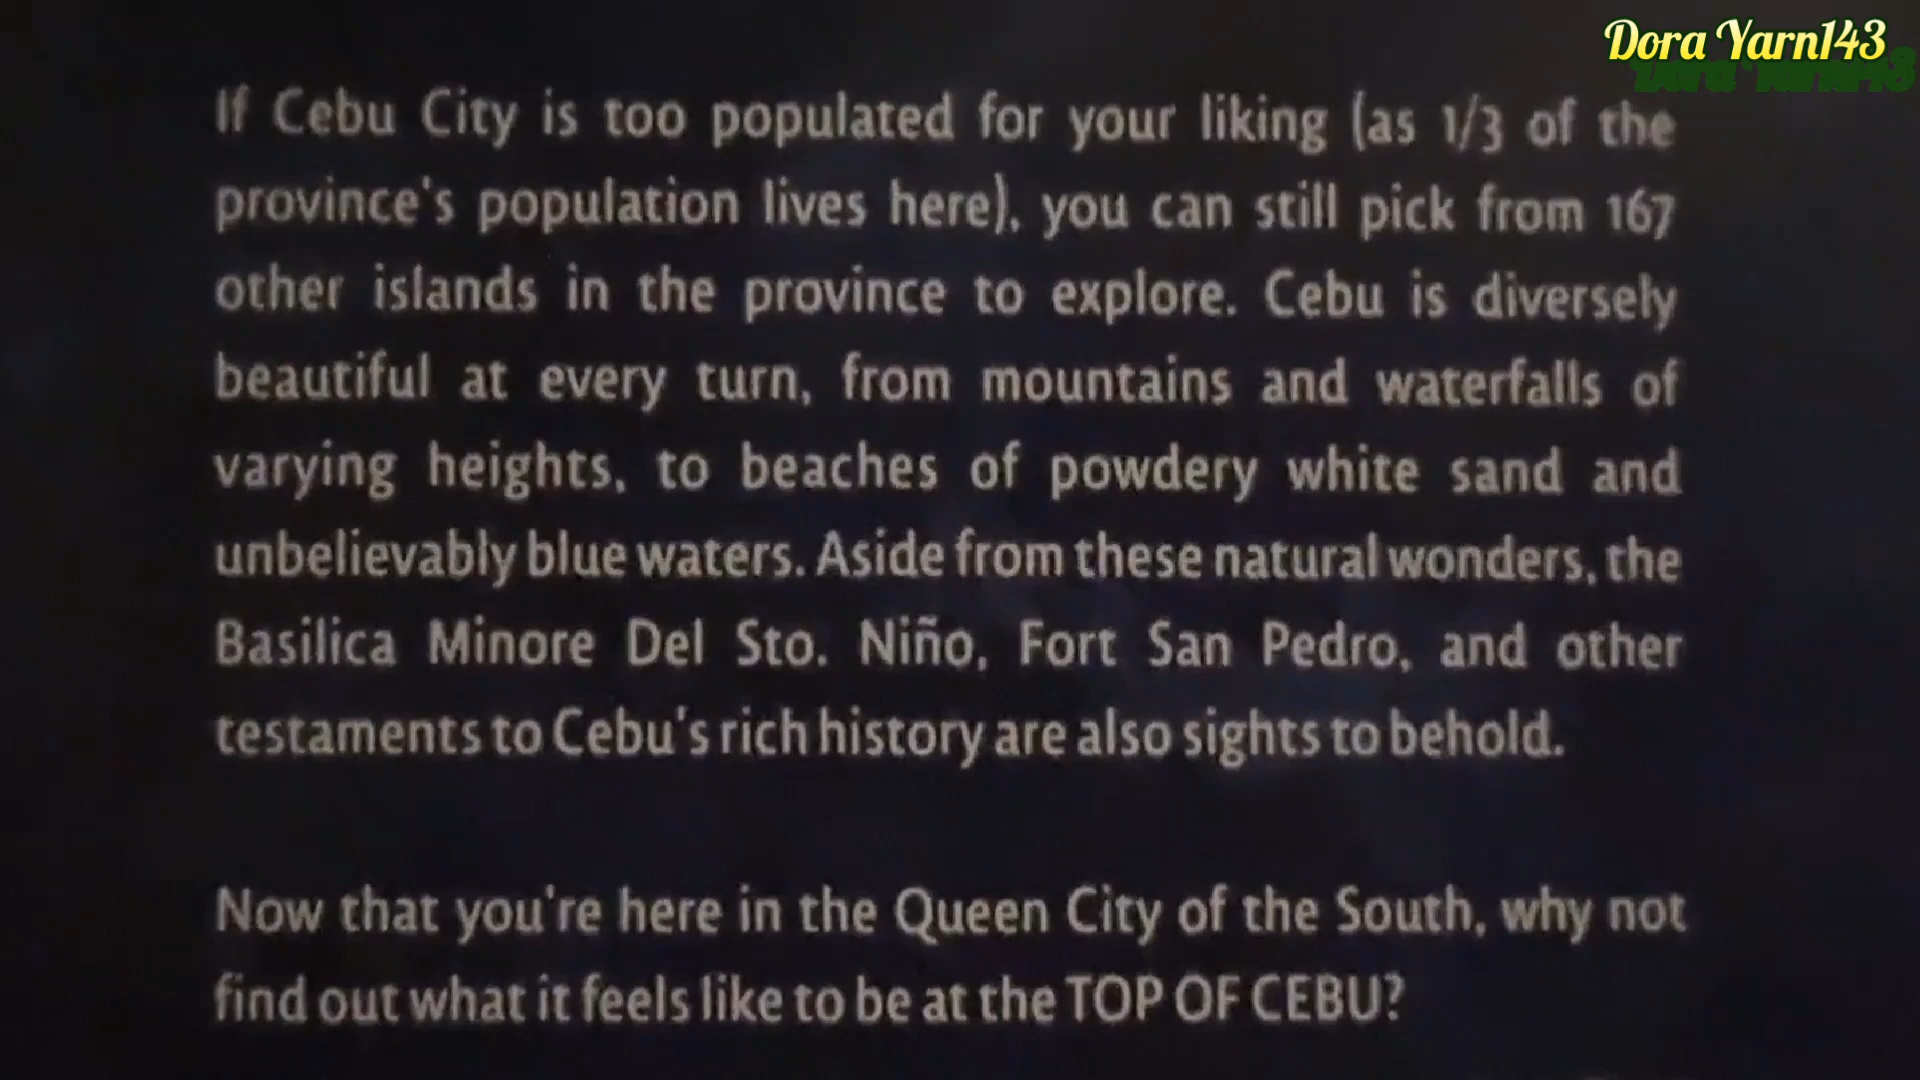 Dora Yarn143
If Cebu City is too populated for your liking (as 1/3 of the
province's population lives here), you can still pick from 167
other islands in the province to explore. Cebu is diversely
beautiful at every turn, from mountains and waterfalls of
varying heights, to beaches of powdery white sand and
unbelievably blue waters. Aside from these natural wonders, the
Basilica Minore Del Sto. Niño, Fort San Pedro, and other
testaments to Cebu's rich history are also sights to behold.
Now that you're here in the Queen City of the South, why not
find out what it feels like to be at the TOP OF CEBU?